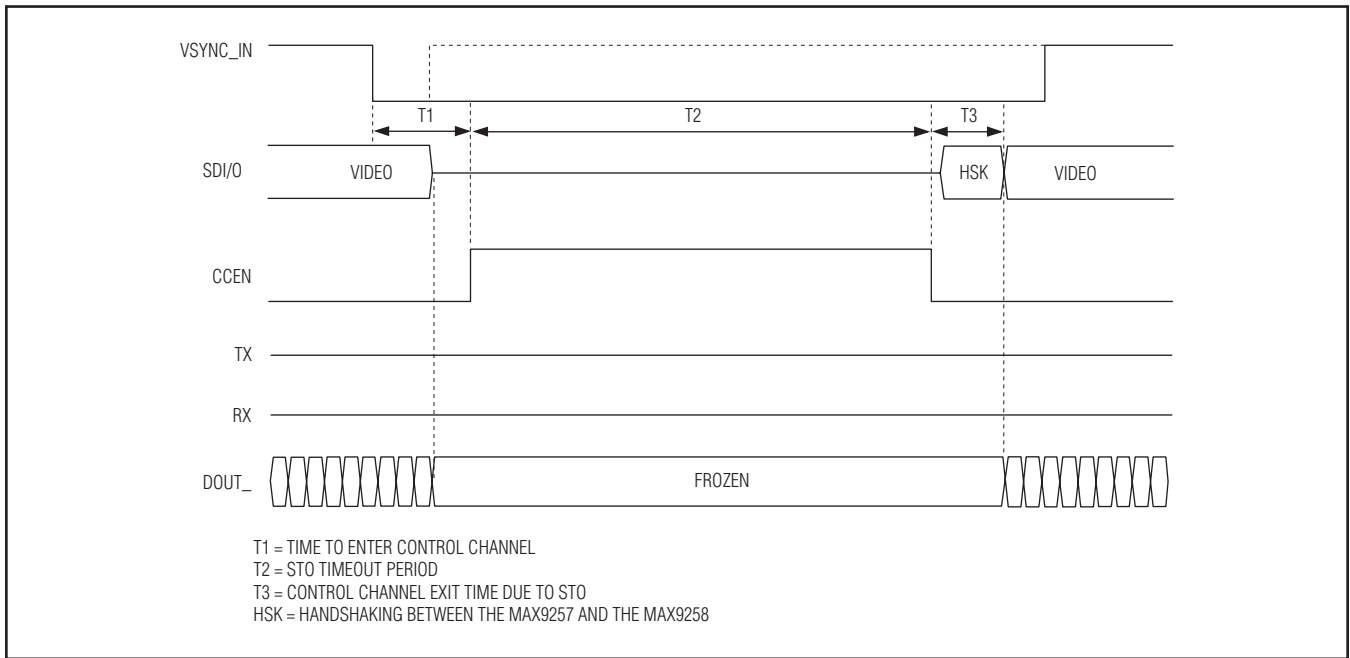 VSYNC_IN
T1
T2
T3
SDI/O
VIDEO
HSK
VIDEO
CCEN
TX
RX
DOUT_
FROZEN
T1 = TIME TO ENTER CONTROL CHANNEL
T2 = STO TIMEOUT PERIOD
T3 = CONTROL CHANNEL EXIT TIME DUE TO STO
HSK = HANDSHAKING BETWEEN THE MAX9257 AND THE MAX9258